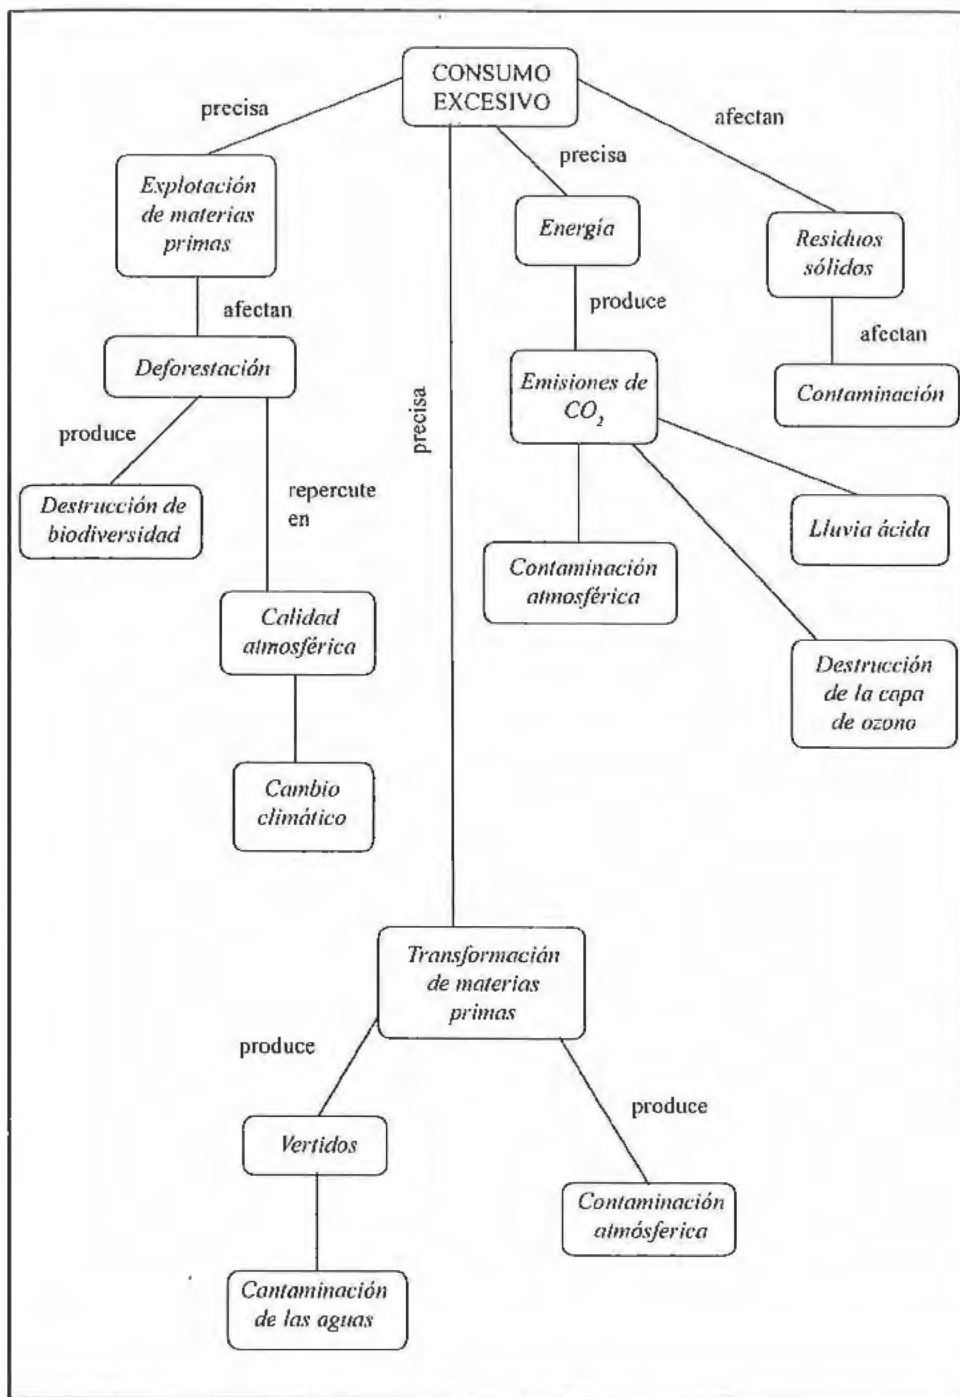 CONSUMO
EXCESIVO
precisa
afectan
precisa
Explotación
de materias
primas
Energía
Residuos
sólidos
afectan
produce
afectan
Deforestación
Emisiones de
CO₂
Contaminación
precisa
produce
repercute
en
Destrucción de
biodiversidad
Lluvia ácida
Contaminación
atmosférica
Calidad
atmosférica
Destrucción
de la capa
de ozono
Cambio
climático
Transformación
de materias
primas
produce
produce
Vertidos
Contaminación
atmósferica
Contaminación
de las aguas